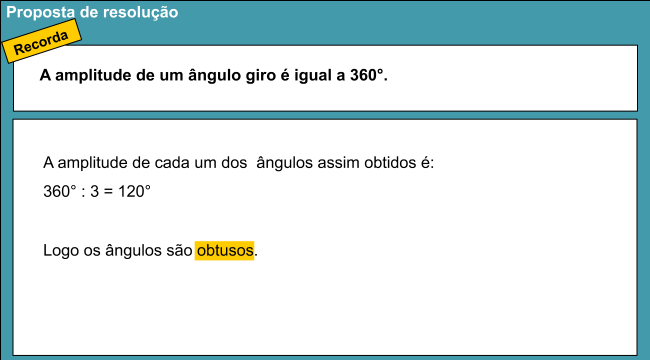 Proposta de resolução
Recorda
A amplitude de um ângulo giro é igual a 360°.
A amplitude de cada um dos ângulos assim obtidos é:
360° : 3 = 120°
Logo os ângulos são obtusos.